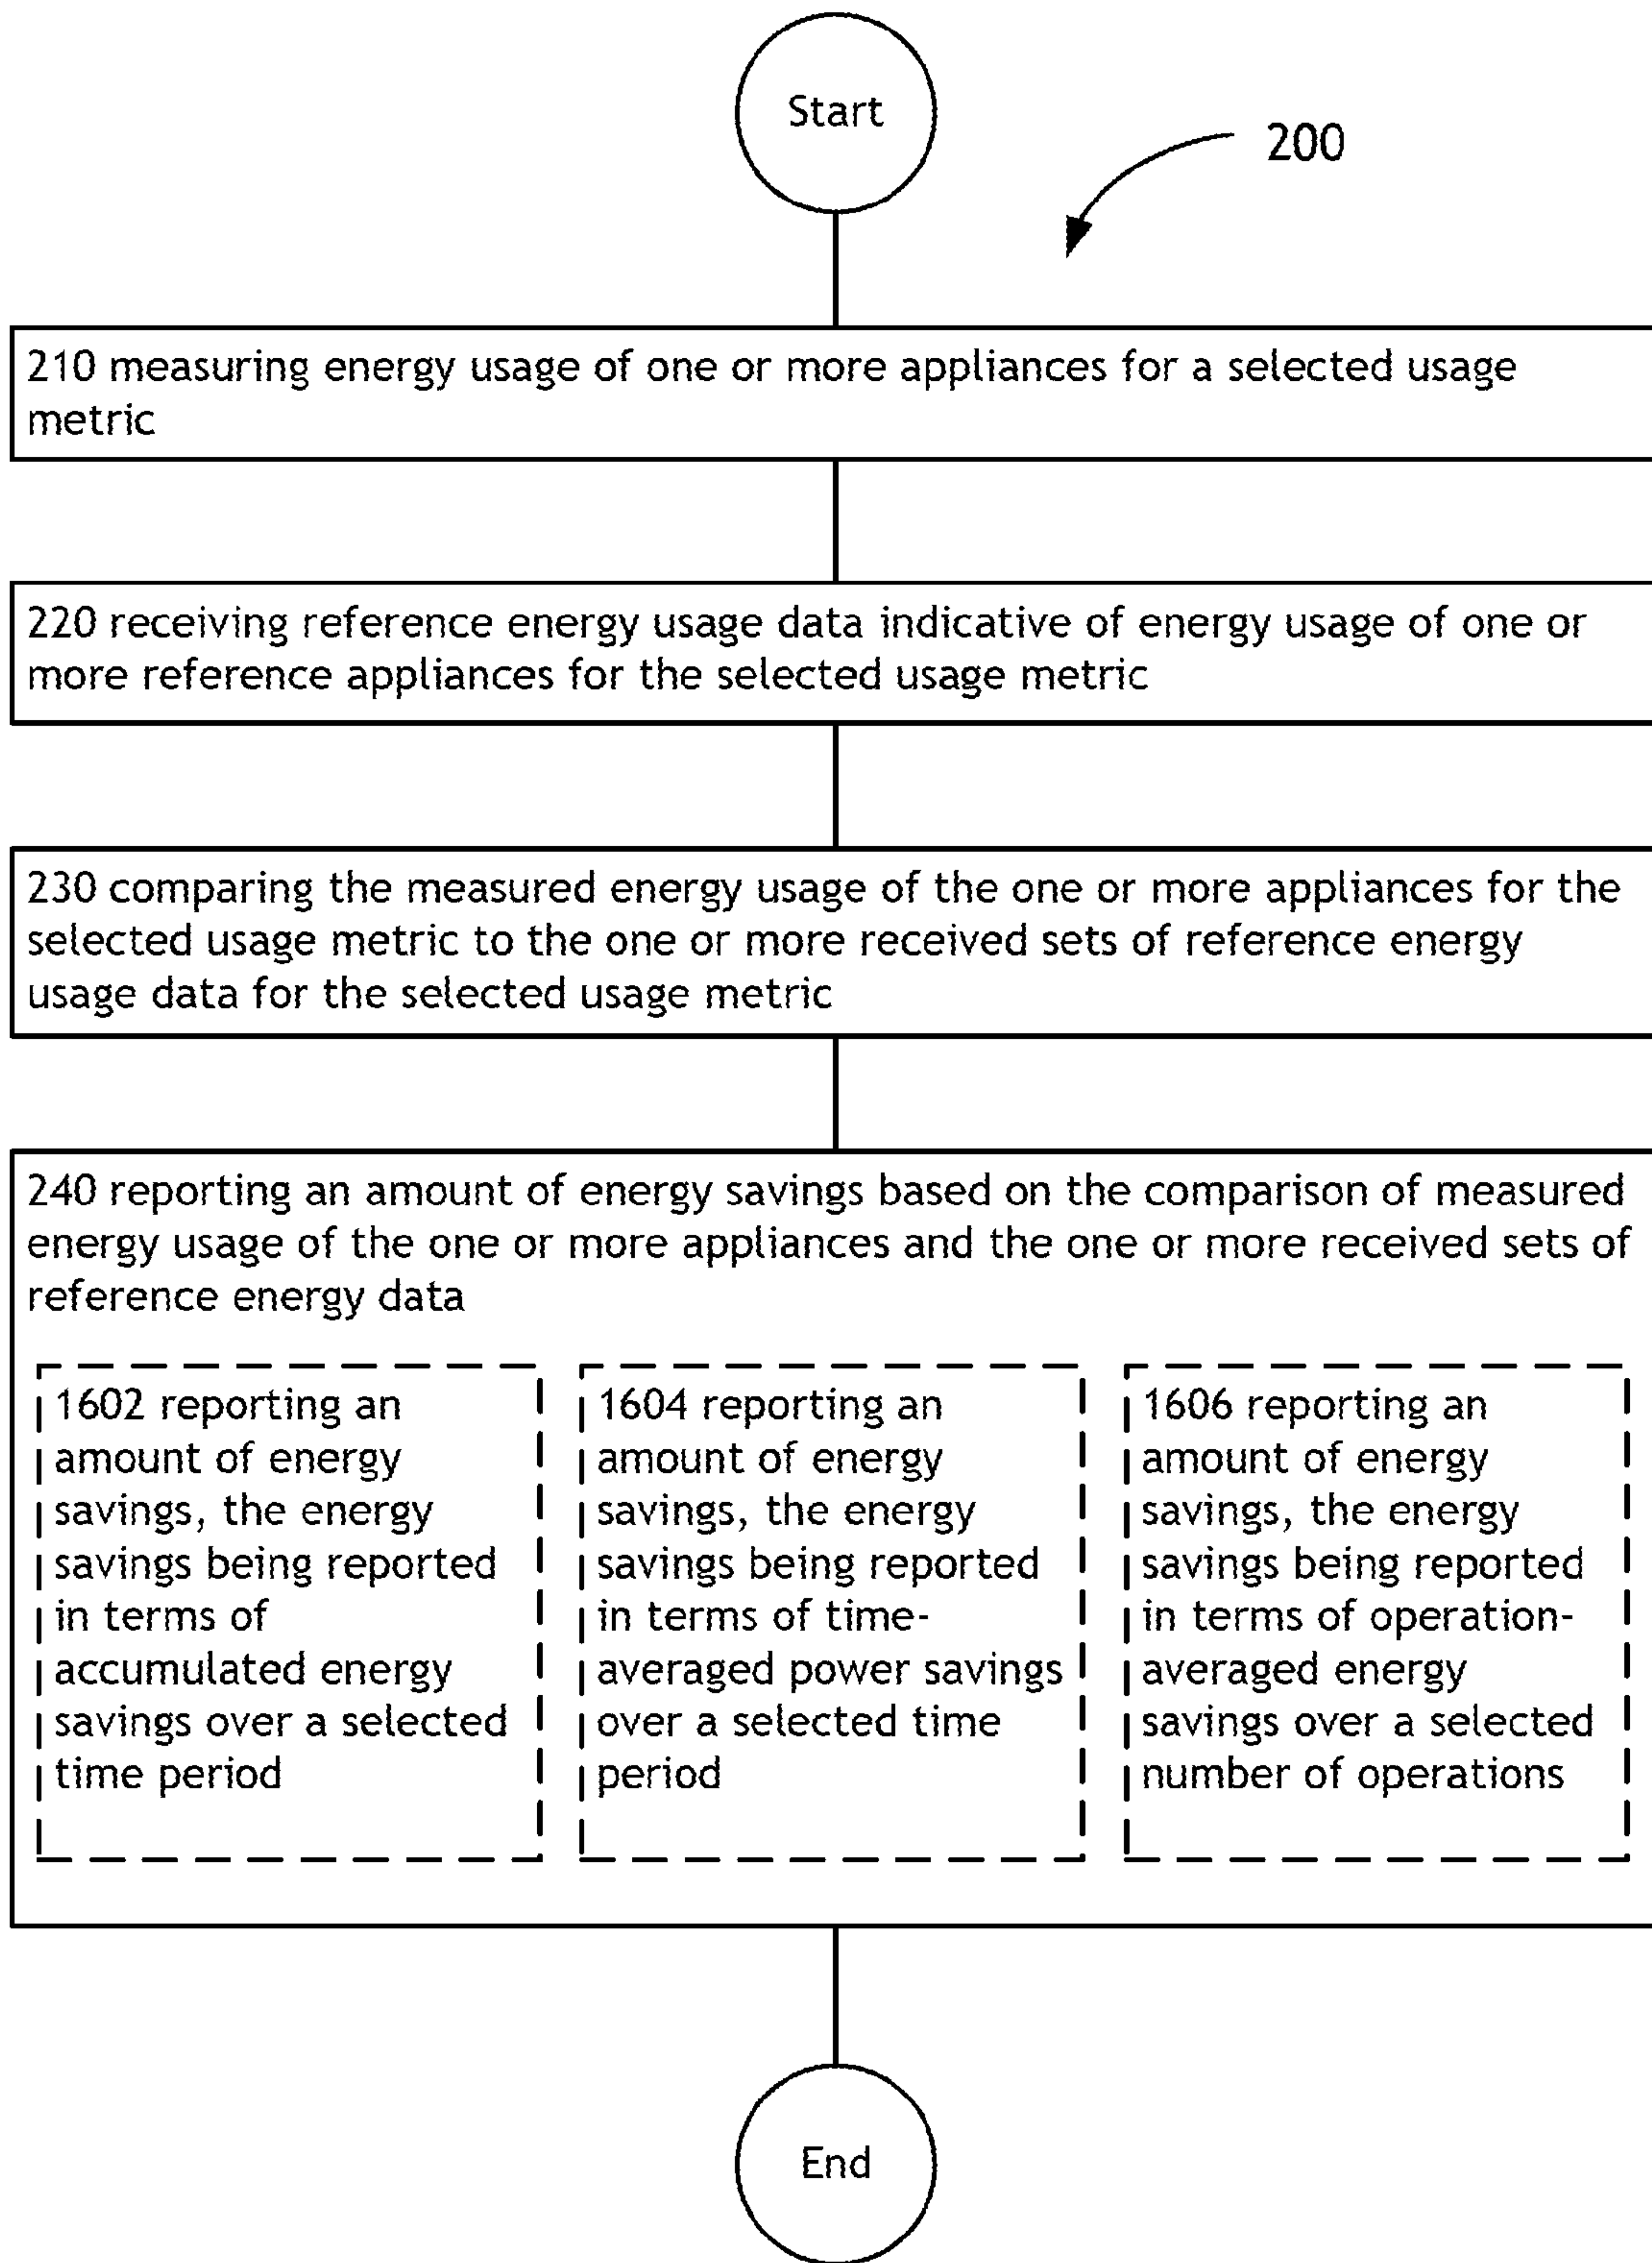 Start
200
210 measuring energy usage of one or more appliances for a selected usage
metric
220 receiving reference energy usage data indicative of energy usage of one or
more reference appliances for the selected usage metric
230 comparing the measured energy usage of the one or more appliances for the
selected usage metric to the one or more received sets of reference energy
usage data for the selected usage metric
240 reporting an amount of energy savings based on the comparison of measured
energy usage of the one or more appliances and the one or more received sets of
reference energy data
1602 reporting an
amount of energy
savings, the energy
savings being reported
in terms of
accumulated energy
savings over a selected
time period
1604 reporting an
amount of energy
savings, the energy
savings being reported
in terms of time-
averaged power savings
over a selected time
period
1606 reporting an
amount of energy
savings, the energy
savings being reported
in terms of operation-
averaged energy
savings over a selected
number of operations
End